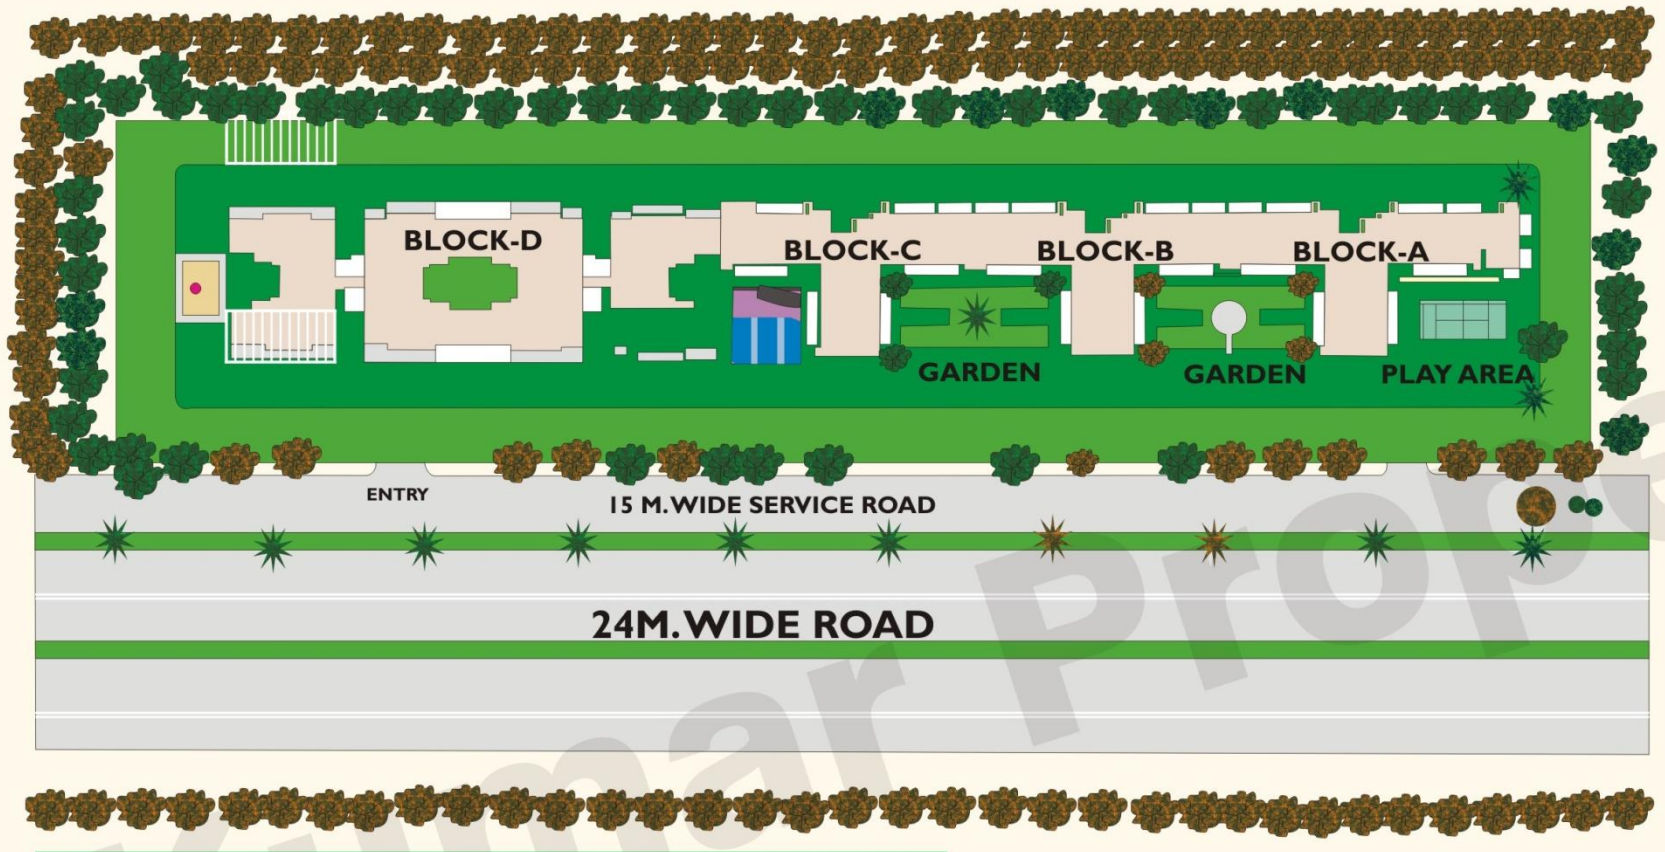 BLOCK-D
BLOCK-C
BLOCK-B
BLOCK-A
GARDEN
GARDEN
PLAY AREA
ENTRY
15 M. WIDE SERVICE ROAD
24M. WIDE ROAD